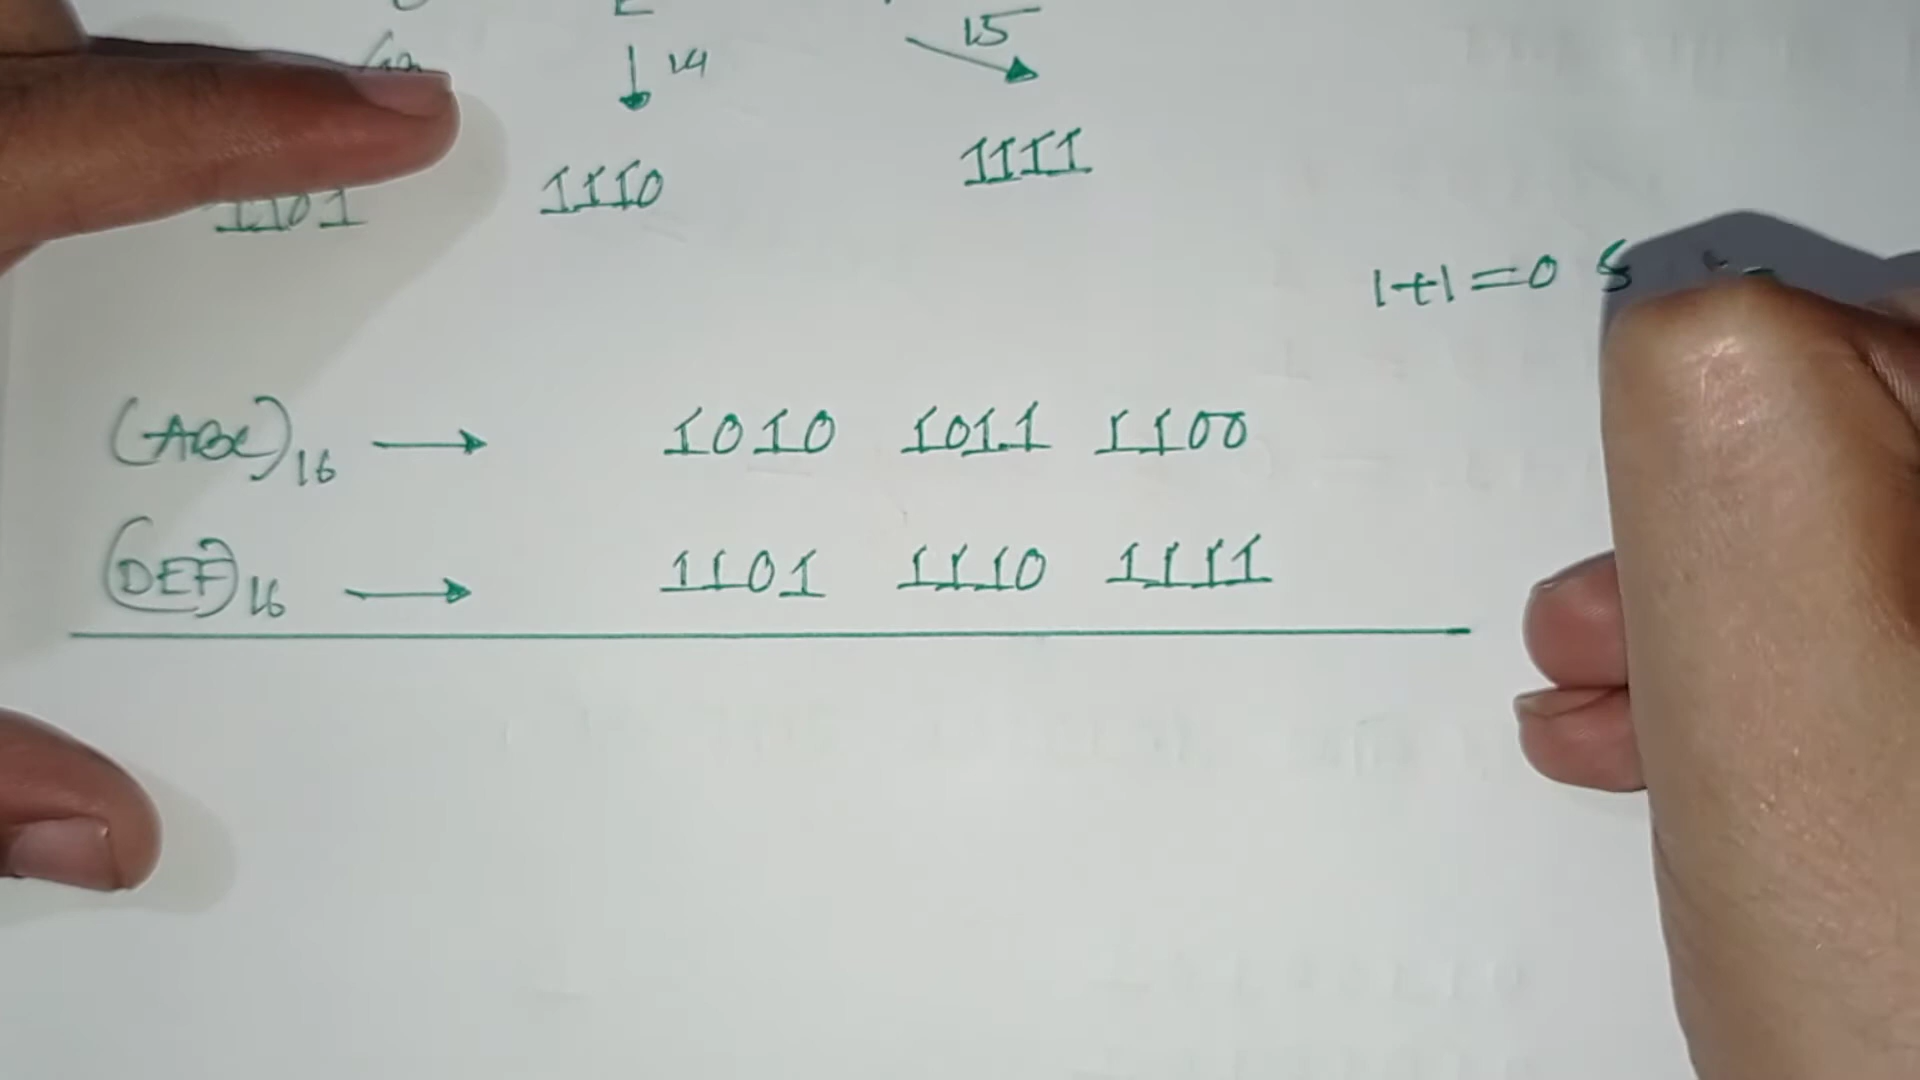 14 15
1101 1110 1111
1+1=0 &
(ABC)16 → 1010 1011 1100
(DEF)16 → 1101 1110 1111